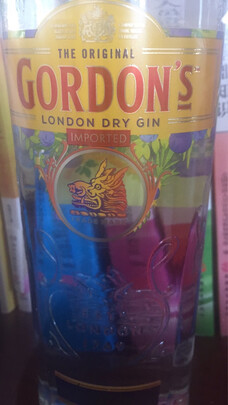 THE ORIGINAL
GORDON'S
LONDON DRY GIN
IMPORTED